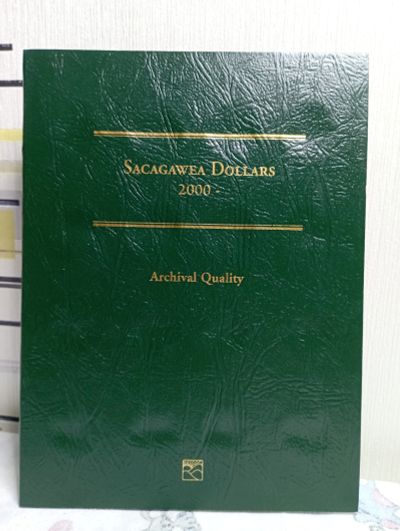 SACAGAWEA DOLLARS
2000 -
Archival Quality